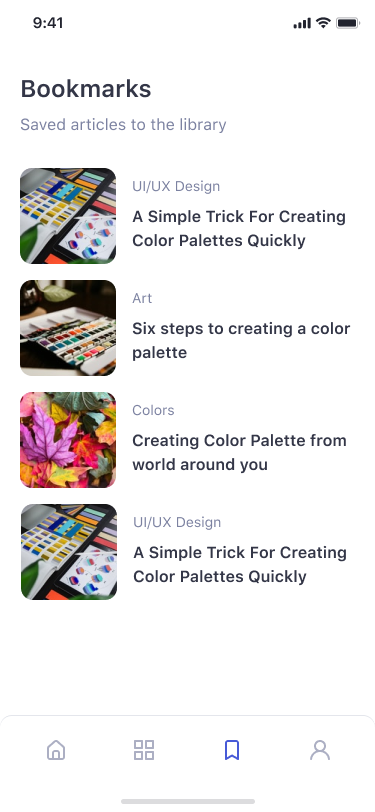 9:41
Bookmarks
Saved articles to the library
UI/UX Design
A Simple Trick For Creating
Color Palettes Quickly
Art
Six steps to creating a color
palette
Colors
Creating Color Palette from
world around you
UI/UX Design
A Simple Trick For Creating
Color Palettes Quickly